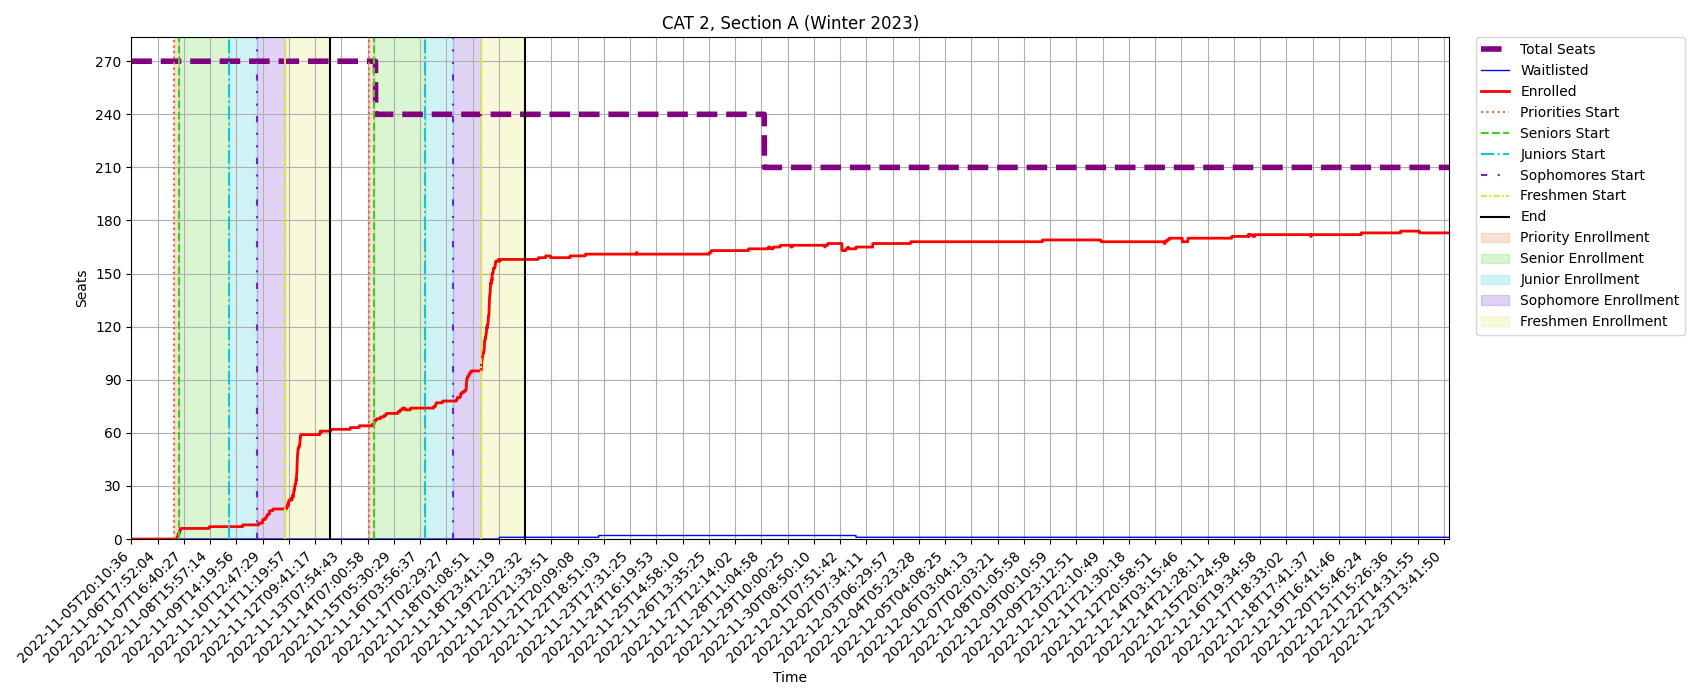 CAT 2, Section A (Winter 2023)
270
240
210
180
150
120
90
60
30
0
Seats
2022-11-05T20:10:36
2022-11-06T17:52:04
2022-11-07T16:40:27
2022-11-08T15:57:14
2022-11-09T14:19:56
2022-11-10T12:47:29
2022-11-11T11:19:57
2022-11-12T09:41:17
2022-11-13T07:54:43
2022-11-14T07:00:58
2022-11-15T05:30:29
2022-11-16T03:56:37
2022-11-17T02:29:27
2022-11-18T01:08:51
2022-11-18T23:41:19
2022-11-19T22:22:32
2022-11-20T21:33:51
2022-11-21T20:09:08
2022-11-22T18:51:03
2022-11-23T17:31:25
2022-11-24T16:19:53
2022-11-25T14:58:10
2022-11-26T13:35:25
2022-11-27T12:14:02
2022-11-28T11:04:58
2022-11-29T10:00:25
2022-11-30T08:50:10
2022-12-01T07:51:42
2022-12-02T07:34:11
2022-12-03T06:29:57
2022-12-04T05:23:28
2022-12-05T04:08:25
2022-12-06T03:04:13
2022-12-07T02:03:21
2022-12-08T01:05:58
2022-12-09T00:10:59
2022-12-09T23:12:51
2022-12-10T22:10:49
2022-12-11T21:30:18
2022-12-12T20:58:51
2022-12-14T03:15:46
2022-12-14T21:28:11
2022-12-15T20:24:58
2022-12-16T19:34:58
2022-12-17T18:33:02
2022-12-18T17:41:37
2022-12-19T16:41:46
2022-12-20T15:46:24
2022-12-21T15:26:36
2022-12-22T14:31:55
2022-12-23T13:41:50
Time
Total Seats
Waitlisted
Enrolled
Priorities Start
Seniors Start
Juniors Start
Sophomores Start
Freshmen Start
End
Priority Enrollment
Senior Enrollment
Junior Enrollment
Sophomore Enrollment
Freshmen Enrollment